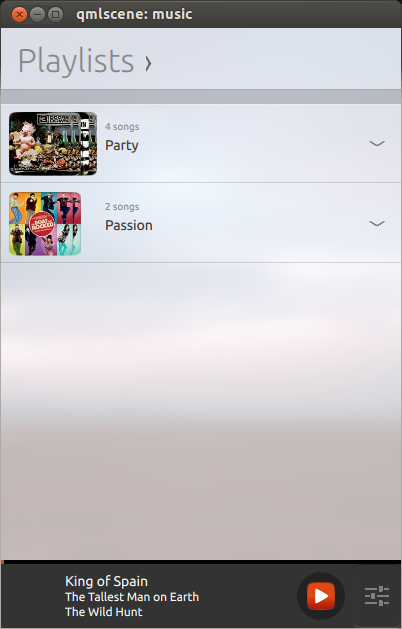 qmlscene: music
Playlists ›
4 songs
Party
2 songs
Passion
King of Spain
The Tallest Man on Earth
The Wild Hunt